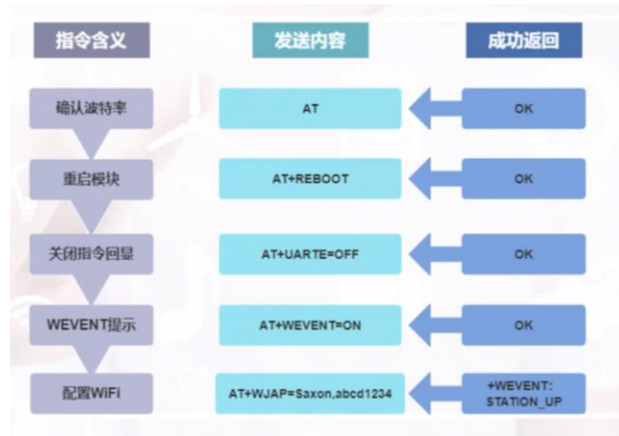 指令含义 发送内容 成功返回
确认波特率 AT OK
重启模块 AT+REBOOT OK
关闭指令回显 AT+UARTE=OFF OK
WEVENT提示 AT+WEVENT=ON OK
配置WiFi AT+WJAP=Saxon,abcd1234 +WEVENT:
STATION_UP